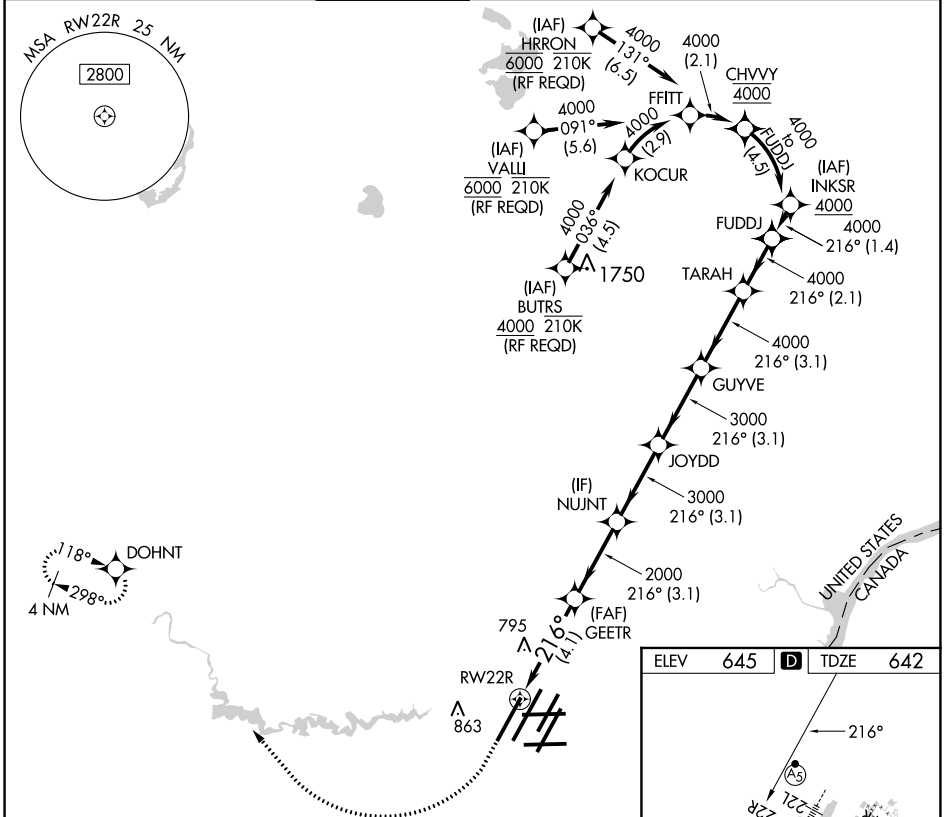 MSA RW22R 25 NM
2800
(IAF)
HRRON
6000 210K
(RF REQD)
4000
131°
(6.5)
4000
(2.1)
CHVVY
4000
FFITT
4000
to
FUDDJ
(4.5)
4000
091°
(5.6)
4000
(2.9)
(IAF)
VALLI
6000 210K
(RF REQD)
KOCUR
(IAF)
INKSR
4000
4000
216° (1.4)
FUDDJ
4000
036°
(4.5)
1750
(IAF)
BUTRS
4000 210K
(RF REQD)
TARAH
4000
216° (2.1)
4000
216° (3.1)
GUYVE
3000
216° (3.1)
JOYDD
(IF)
NUJNT
3000
216° (3.1)
118°
DOHNT
298°
4 NM
UNITED STATES
CANADA
2000
216° (3.1)
(FAF)
GEETR
795
216°
(4.1)
RW22R
863
ELEV 645 D TDZE 642
216°
A5
22R
22L